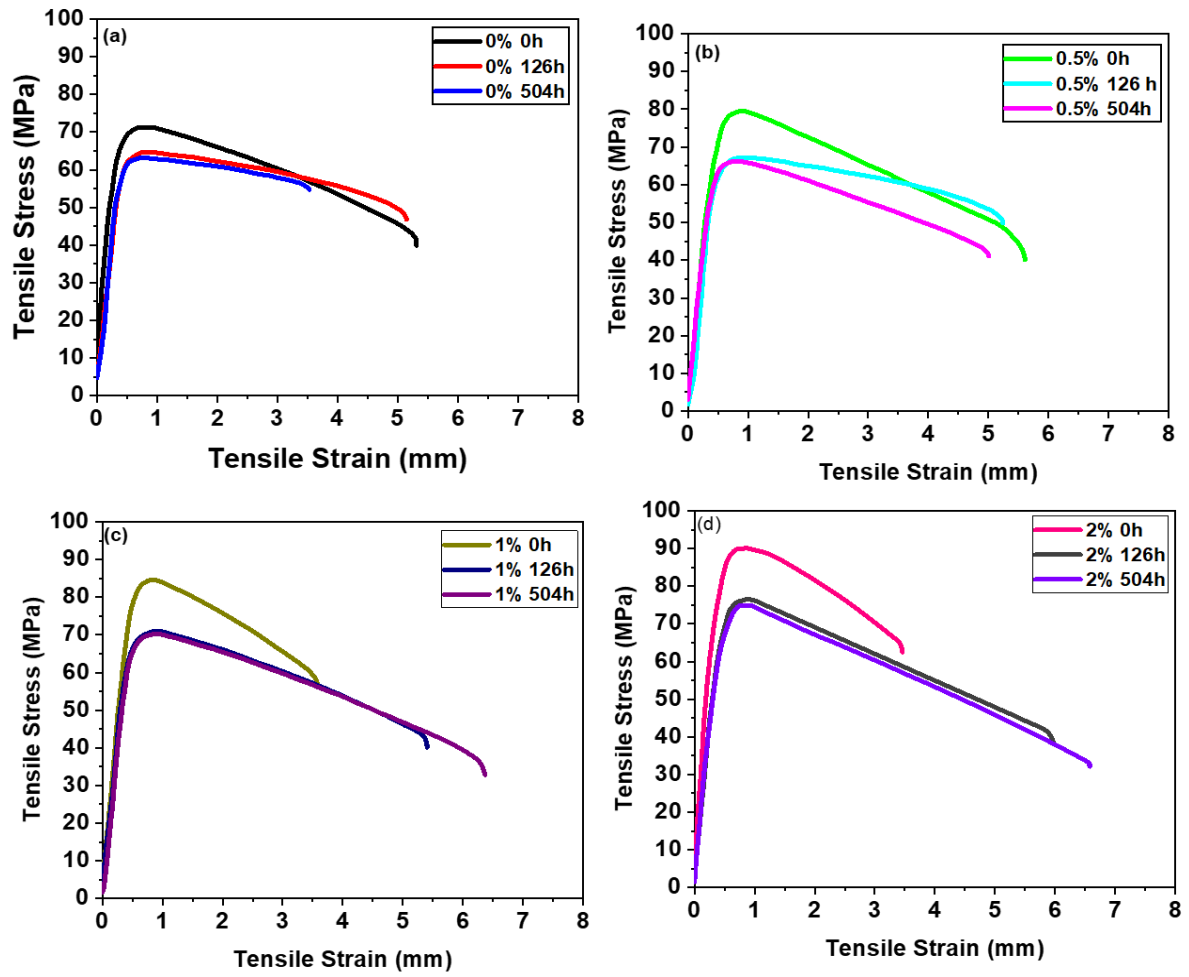 (a)
0% 0h
0% 126h
0% 504h
Tensile Stress (MPa)
100
90
80
70
60
50
40
30
20
10
0
0 1 2 3 4 5 6 7 8
Tensile Strain (mm)
(b)
0.5% 0h
0.5% 126 h
0.5% 504h
Tensile Stress (MPa)
100
90
80
70
60
50
40
30
20
10
0
0 1 2 3 4 5 6 7 8
Tensile Strain (mm)
(c)
1% 0h
1% 126h
1% 504h
Tensile Stress (MPa)
100
90
80
70
60
50
40
30
20
10
0
0 1 2 3 4 5 6 7 8
Tensile Strain (mm)
(d)
2% 0h
2% 126h
2% 504h
Tensile Stress (MPa)
100
90
80
70
60
50
40
30
20
10
0
0 1 2 3 4 5 6 7 8
Tensile Strain (mm)